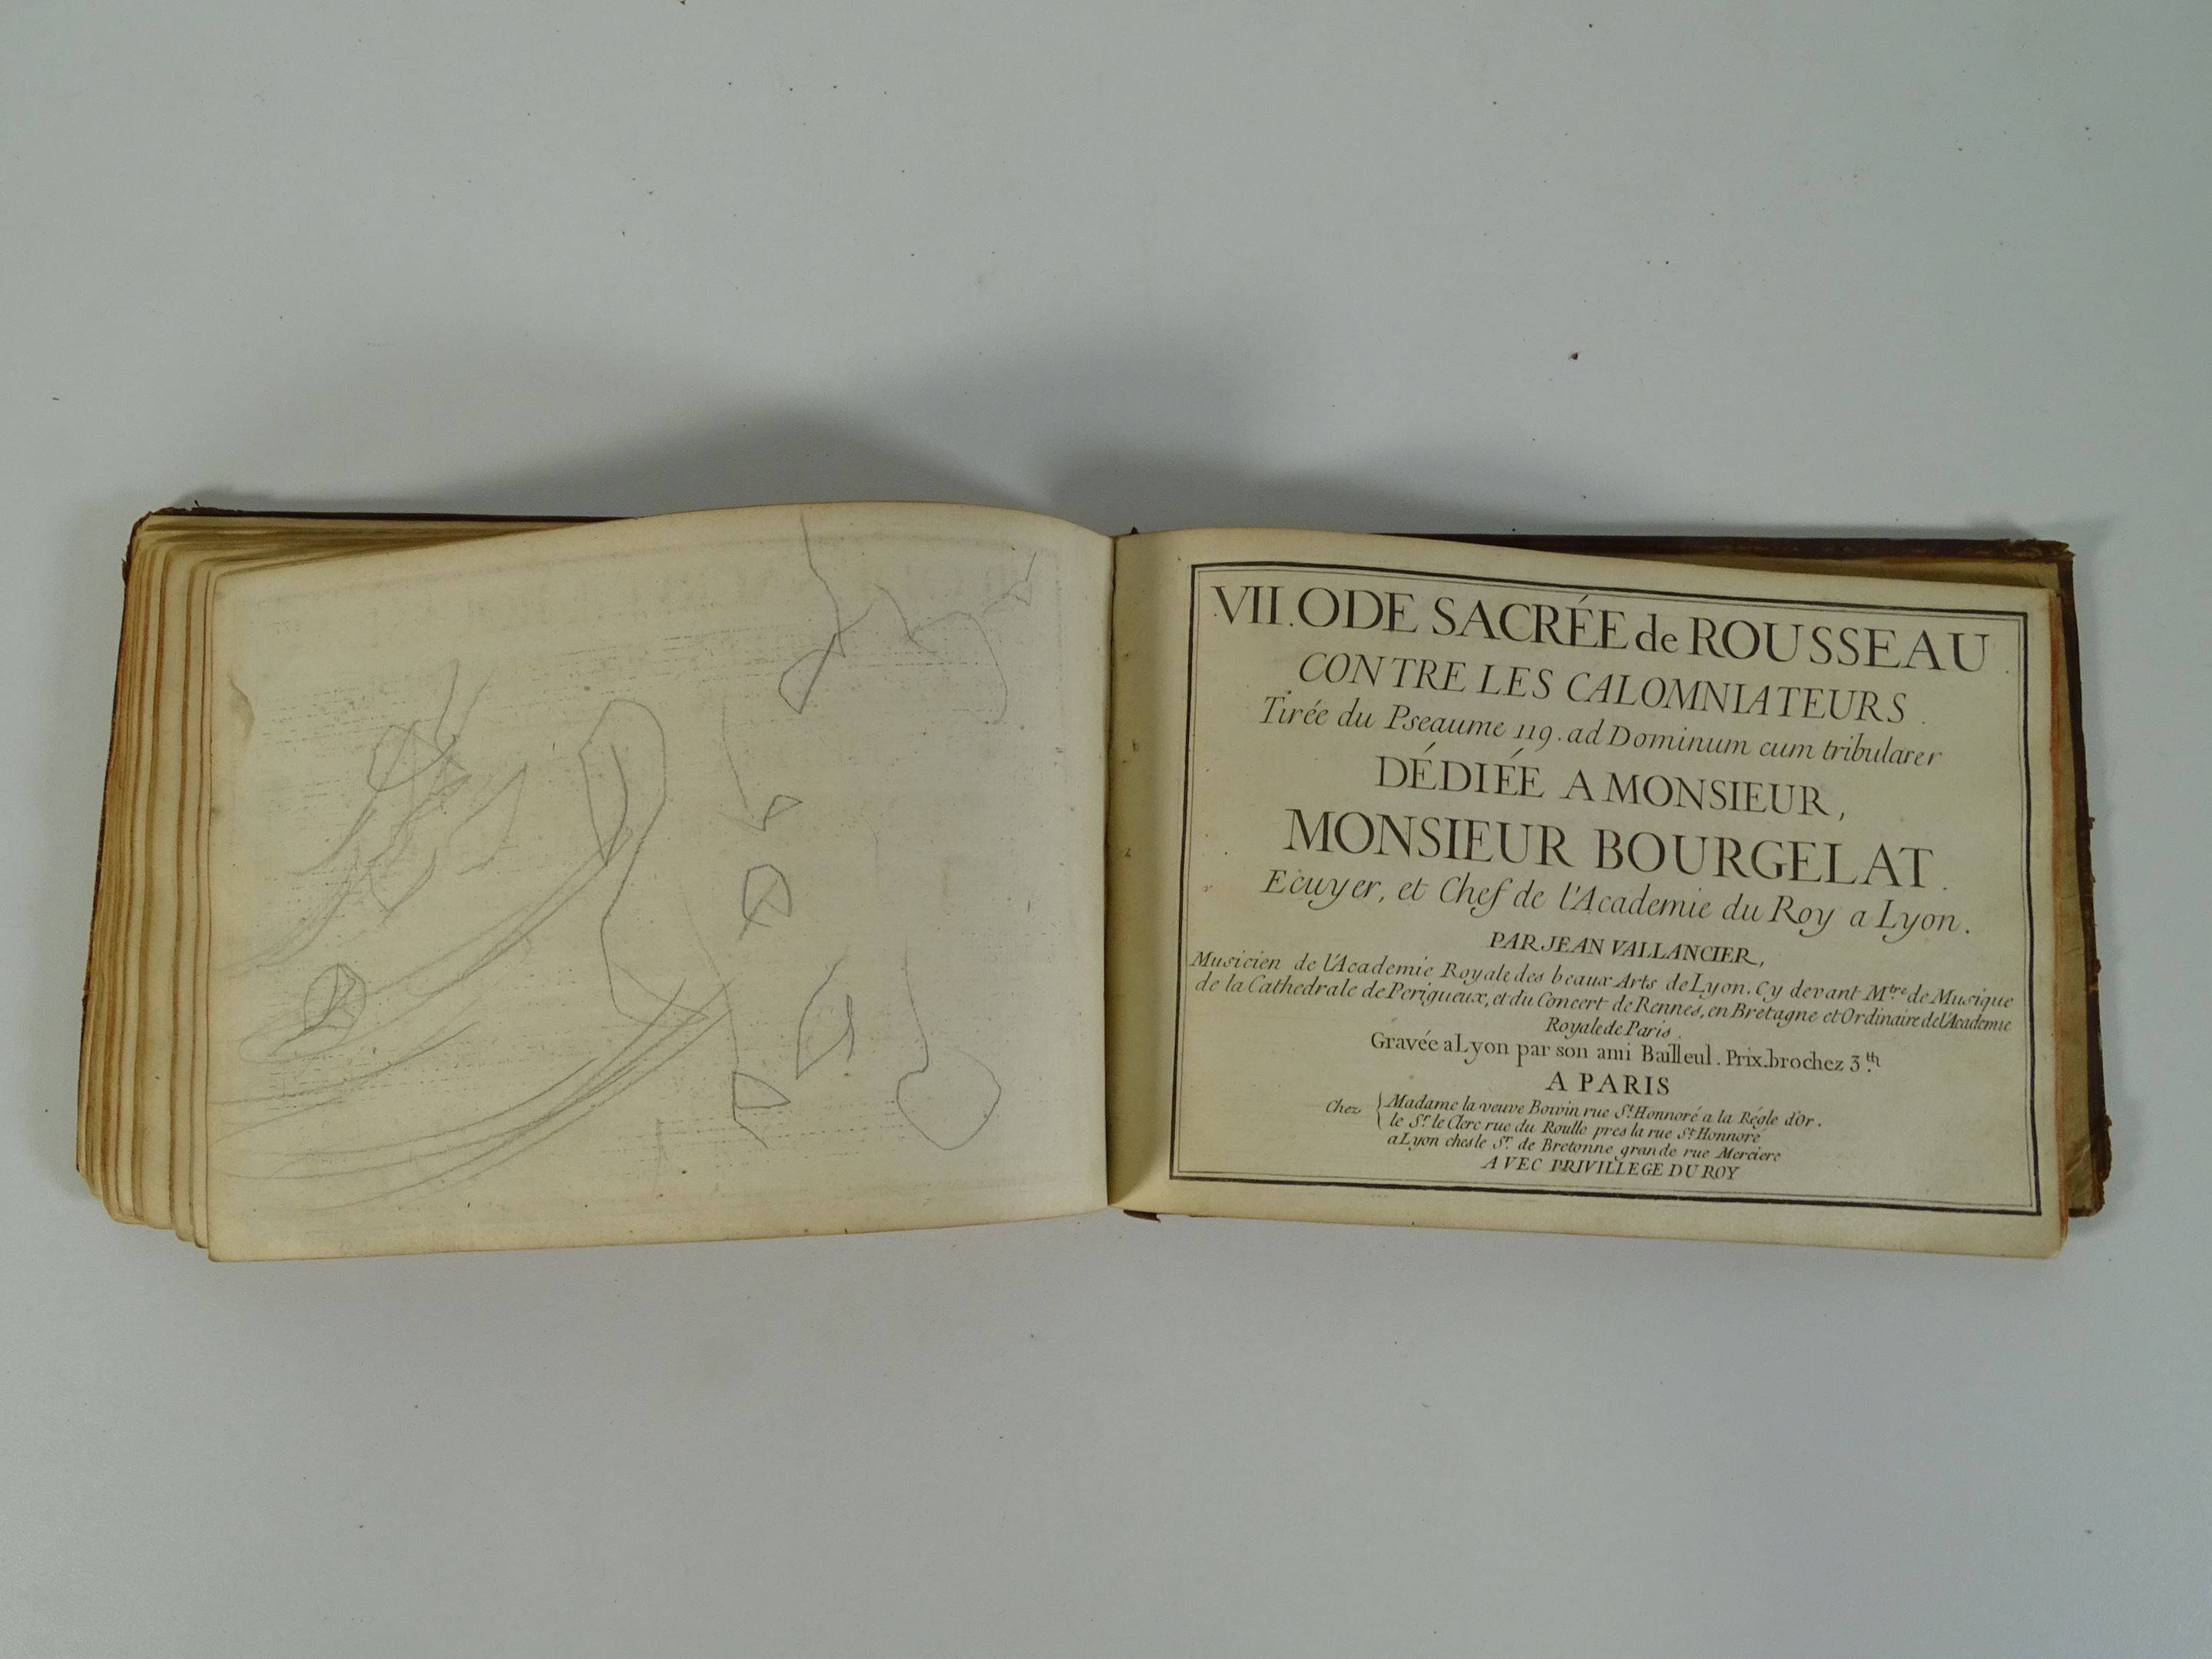 VII. ODE SACRÉE de ROUSSEAU.
CONTRE LES CALOMNIATEURS.
Tirée du Pseaume 119. ad Dominum cum tribularer
DÉDIÉE A MONSIEUR,
MONSIEUR BOURGELAT.
Ecuyer, et Chef de l'Academie du Roy a Lyon.
PAR JEAN VALLANCIER,
Musicien de l'Academie Royale des beaux Arts de Lyon. Cy devant Mtre de Musique
de la Cathedrale de Perigueux, et du Concert de Rennes, en Bretagne et Ordinaire de l'Academie
Royale de Paris.
Gravée a Lyon par son ami Bailleul. Prix. brochez 3.tt
A PARIS
Chez { Madame la veuve Boivin rue St. Honnoré a la Régle d'Or.
le Sr. le Clerc rue du Roulle pres la rue St. Honnoré
a Lyon ches le Sr. de Bretonne grande rue Merciere
AVEC PRIVILLEGE DU ROY